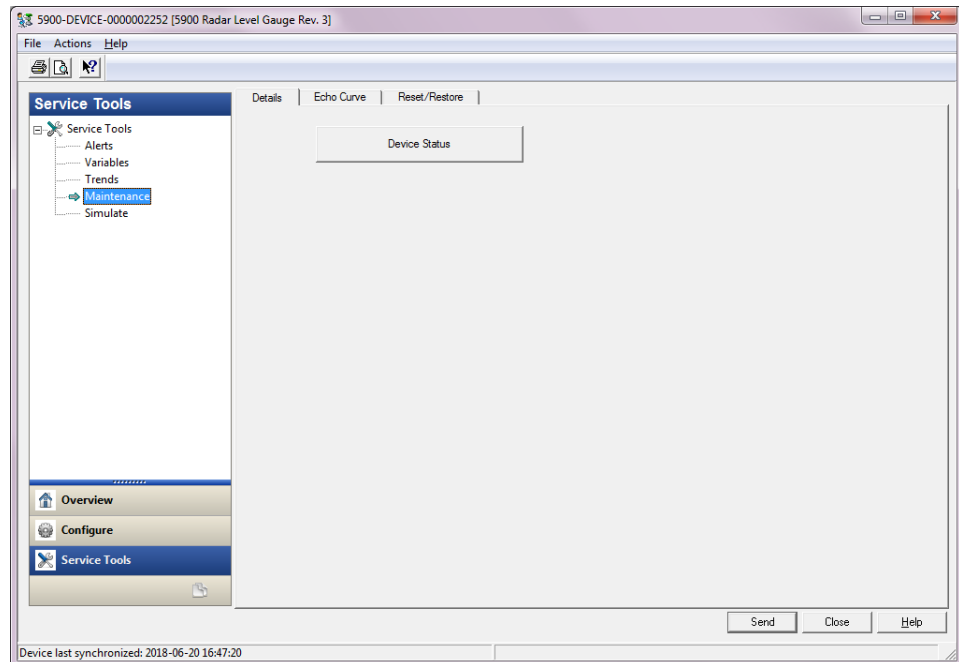 5900-DEVICE-0000002252 [5900 Radar Level Gauge Rev. 3]
File Actions Help
Service Tools
Service Tools
Alerts
Variables
Trends
Maintenance
Simulate
Overview
Configure
Service Tools
Details Echo Curve Reset/Restore
Device Status
Send Close Help
Device last synchronized: 2018-06-20 16:47:20